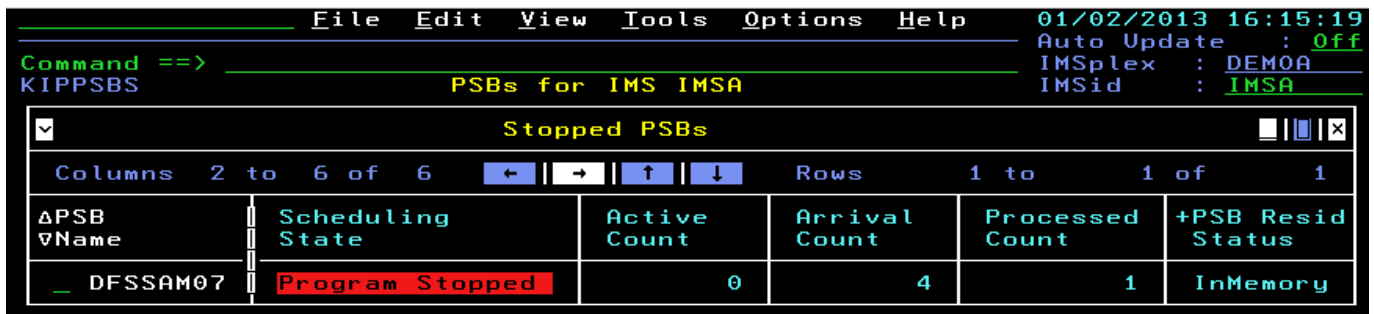 File Edit View Tools Options Help 01/02/2013 16:15:19
Auto Update : Off
Command ==> IMSplex : DEMOA
KIPPSBS PSBs for IMS IMSA IMSid : IMSA
Stopped PSBs
Columns 2 to 6 of 6 ← → ↑ ↓ Rows 1 to 1 of 1
ΔPSB Scheduling Active Arrival Processed +PSB Resid
∇Name State Count Count Count Status
_ DFSSAM07 Program Stopped 0 4 1 InMemory